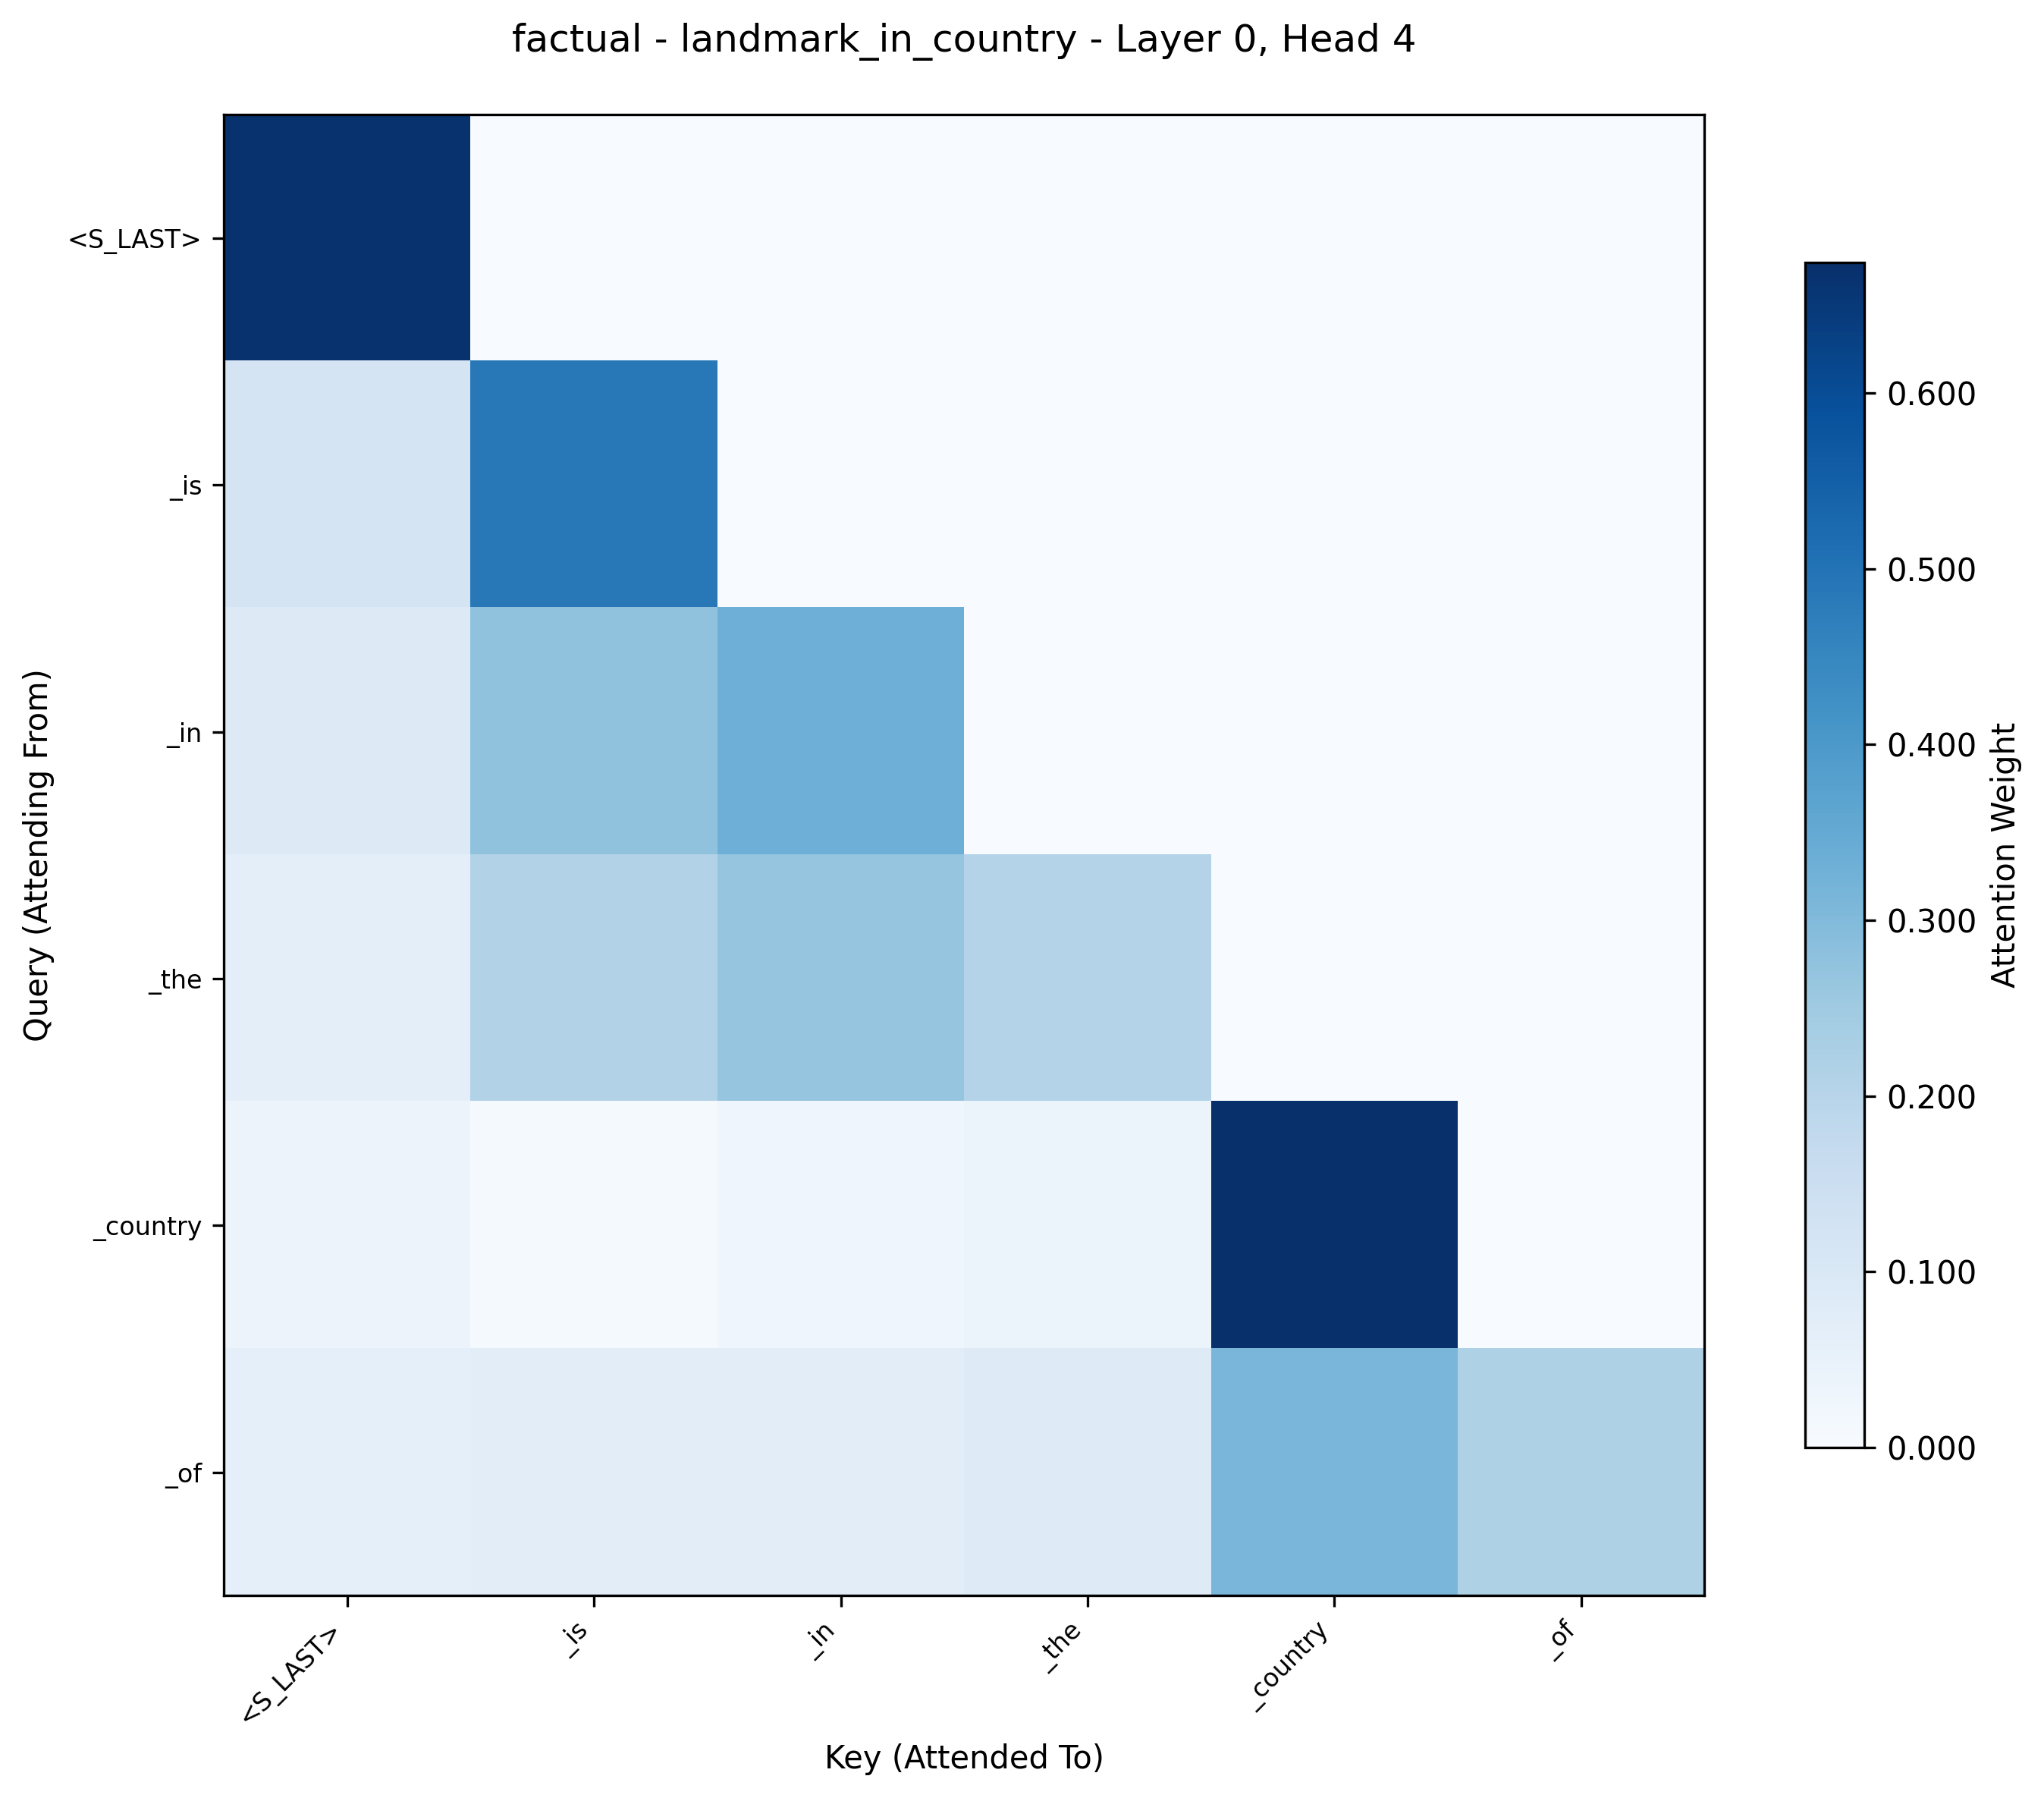 factual - landmark_in_country - Layer 0, Head 4
Query (Attending From)
<S_LAST>
_is
_in
_the
_country
_of
<S_LAST>
_is
_in
_the
_country
_of
Key (Attended To)
0.600
0.500
0.400
0.300
0.200
0.100
0.000
Attention Weight